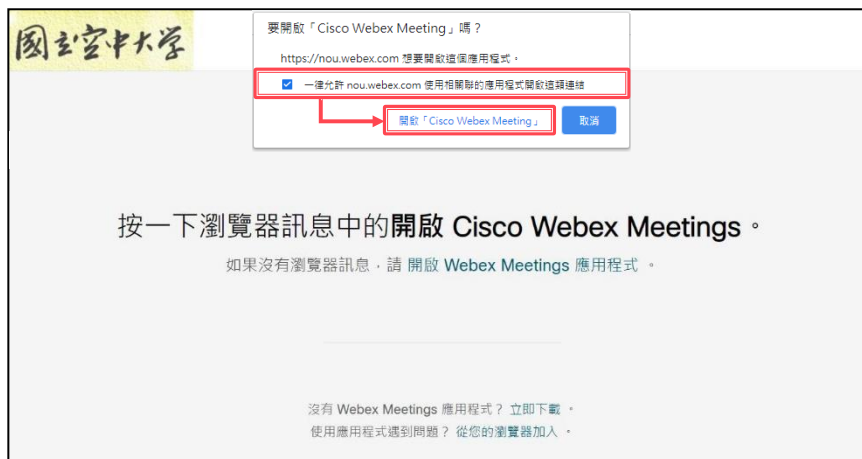 國立空中大学
要開啟「Cisco Webex Meeting」嗎？
https://nou.webex.com 想要開啟這個應用程式。
一律允許 nou.webex.com 使用相關聯的應用程式開啟這類連結
開啟「Cisco Webex Meeting」 取消
按一下瀏覽器訊息中的開啟 Cisco Webex Meetings。
如果沒有瀏覽器訊息，請 開啟 Webex Meetings 應用程式 。
沒有 Webex Meetings 應用程式？ 立即下載 。
使用應用程式遇到問題？ 從您的瀏覽器加入 。